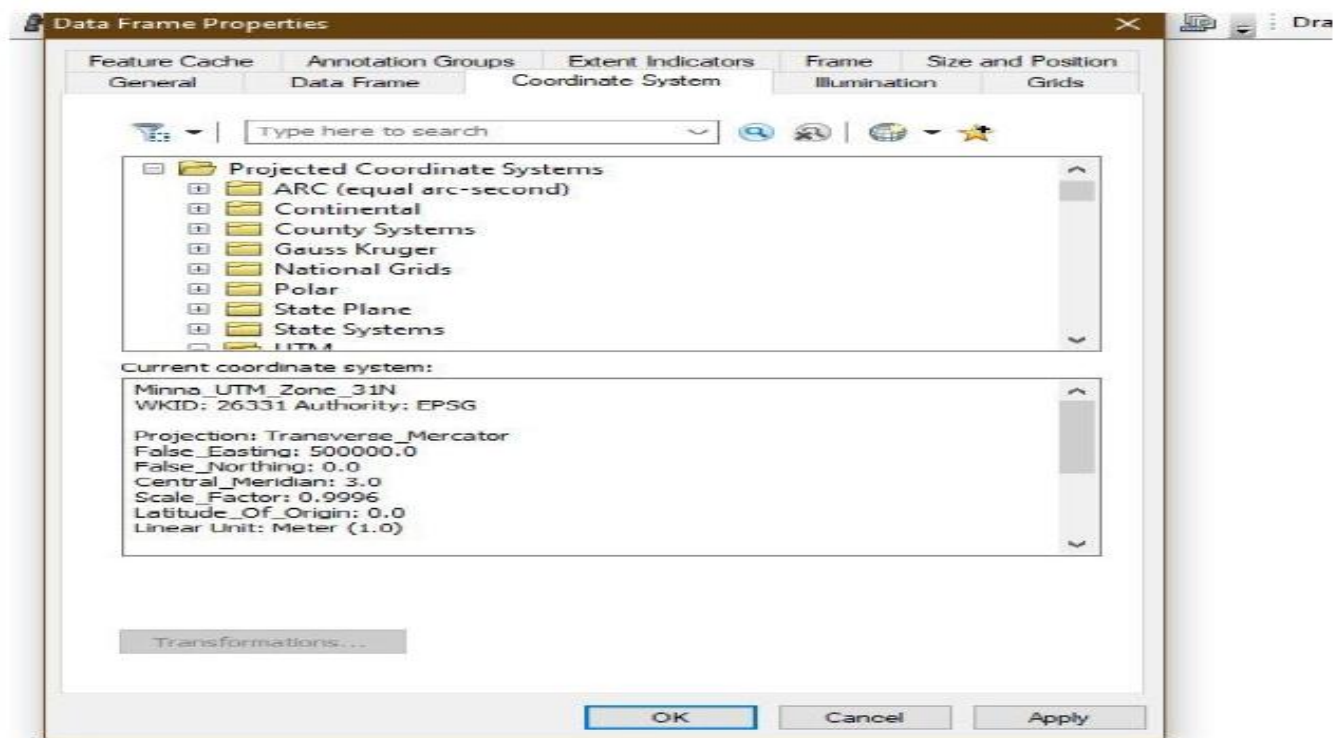 Data Frame Properties
Dra
Feature Cache Annotation Groups Extent Indicators Frame Size and Position
General Data Frame Coordinate System Illumination Grids
Type here to search
Projected Coordinate Systems
ARC (equal arc-second)
Continental
County Systems
Gauss Kruger
National Grids
Polar
State Plane
State Systems
UTM
Current coordinate system:
Minna_UTM_Zone_31N
WKID: 26331 Authority: EPSG
Projection: Transverse_Mercator
False_Easting: 500000.0
False_Northing: 0.0
Central_Meridian: 3.0
Scale_Factor: 0.9996
Latitude_Of_Origin: 0.0
Linear Unit: Meter (1.0)
Transformations...
OK Cancel Apply